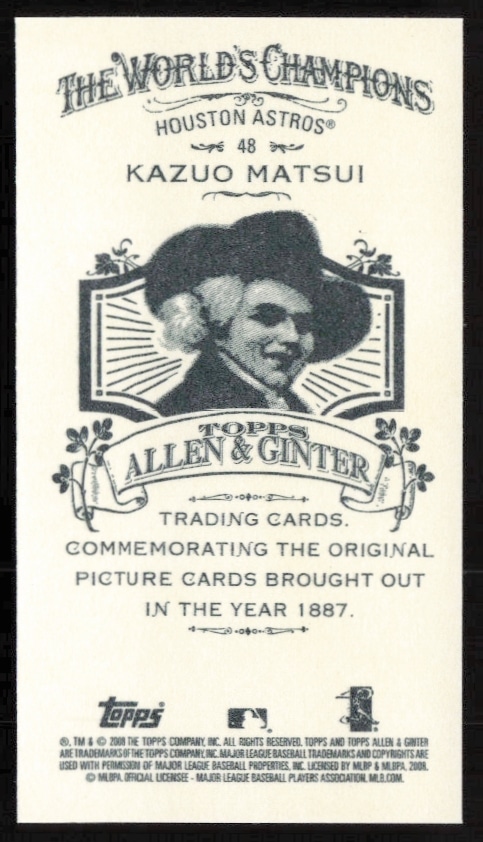 THE WORLD'S CHAMPIONS
HOUSTON ASTROS®
48
KAZUO MATSUI
TOPPS
ALLEN & GINTER
TRADING CARDS.
COMMEMORATING THE ORIGINAL
PICTURE CARDS BROUGHT OUT
IN THE YEAR 1887.
topps
®, TM & © 2008 THE TOPPS COMPANY, INC. ALL RIGHTS RESERVED. TOPPS AND TOPPS ALLEN & GINTER
ARE TRADEMARKS OF THE TOPPS COMPANY, INC. MAJOR LEAGUE BASEBALL TRADEMARKS AND COPYRIGHTS ARE
USED WITH PERMISSION OF MAJOR LEAGUE BASEBALL PROPERTIES, INC. LICENSED BY MLBP & MLBPA, 2008.
© MLBPA. OFFICIAL LICENSEE - MAJOR LEAGUE BASEBALL PLAYERS ASSOCIATION. MLB.COM.